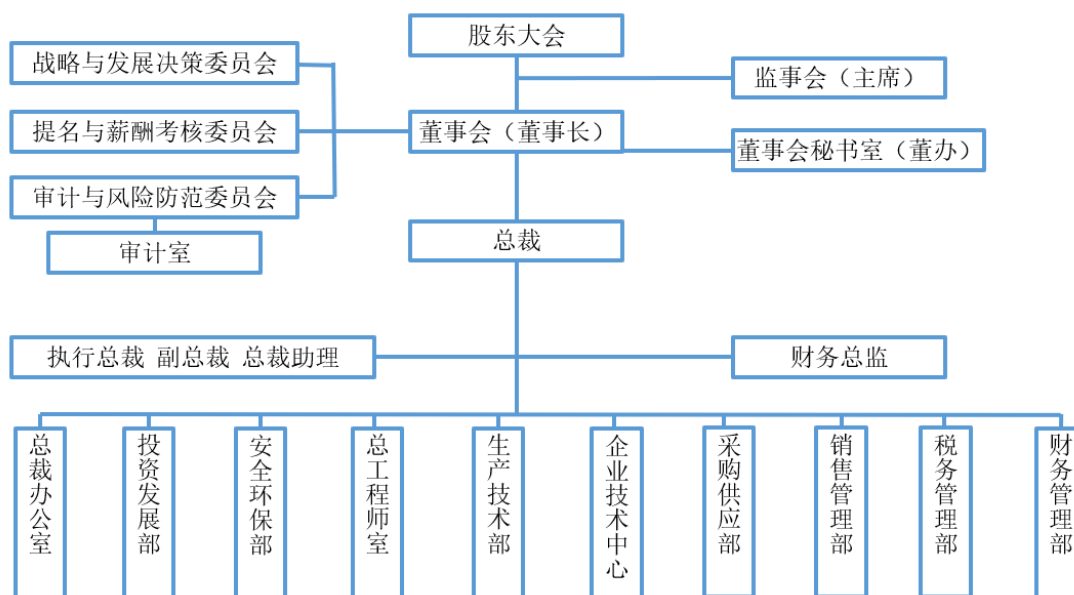 股东大会
战略与发展决策委员会
监事会（主席）
提名与薪酬考核委员会
董事会（董事长）
董事会秘书室（董办）
审计与风险防范委员会
审计室
总裁
执行总裁 副总裁 总裁助理
财务总监
总裁办公室
投资发展部
安全环保部
总工程师室
生产技术部
企业技术中心
采购供应部
销售管理部
税务管理部
财务管理部